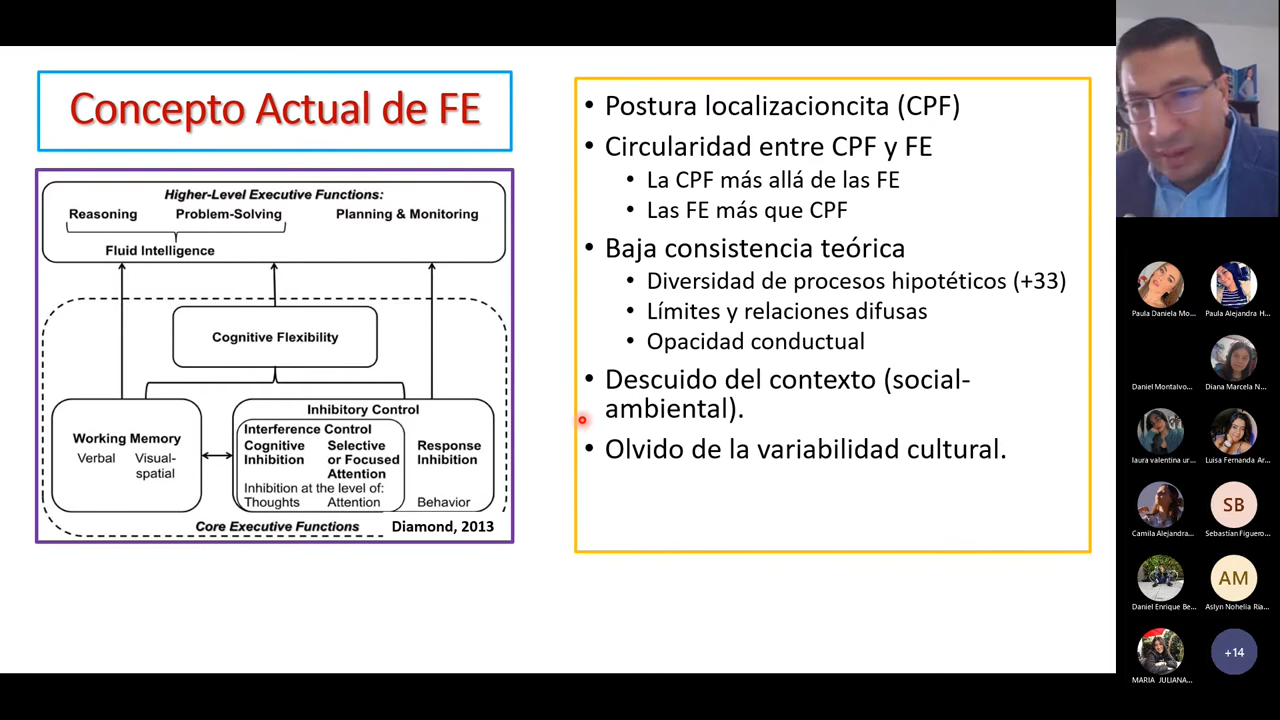 Concepto Actual de FE
Higher-Level Executive Functions:
Reasoning Problem-Solving Planning & Monitoring
Fluid Intelligence
Cognitive Flexibility
Working Memory
Verbal Visual-
spatial
Inhibitory Control
Interference Control
Cognitive Selective
Inhibition or Focused
Attention
Response
Inhibition
Inhibition at the level of:
Thoughts Attention Behavior
Core Executive Functions Diamond, 2013
• Postura localizacioncita (CPF)
• Circularidad entre CPF y FE
• La CPF más allá de las FE
• Las FE más que CPF
• Baja consistencia teórica
• Diversidad de procesos hipotéticos (+33)
• Límites y relaciones difusas
• Opacidad conductual
• Descuido del contexto (social-
ambiental).
• Olvido de la variabilidad cultural.
Paula Daniela Mo... Paula Alejandra H...
Daniel Montalvo... Diana Marcela N...
laura valentina ur... Luisa Fernanda Ar...
SB
Camila Alejandra... Sebastían Figuero...
AM
Daniel Enrique Be... Aslyn Nohelia Ria...
+14
MARIA JULIANA...